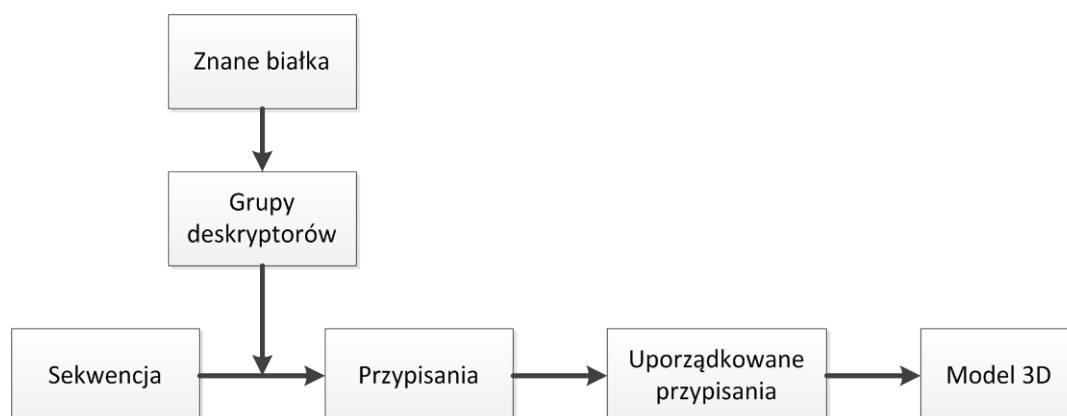 Znane białka
Grupy
deskryptorów
Sekwencja
Przypisania
Uporządkowane
przypisania
Model 3D